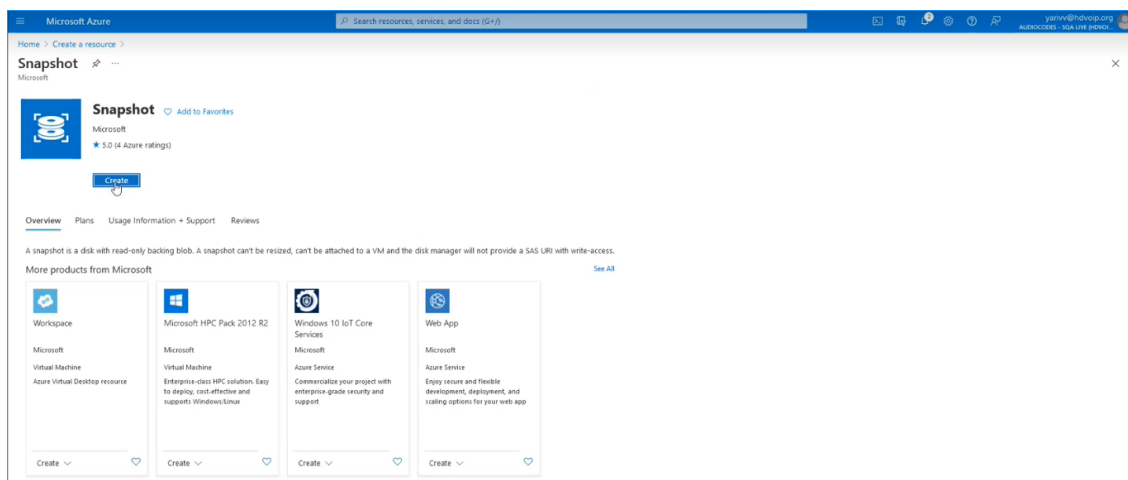 Microsoft Azure
Search resources, services, and docs (G+/)
yarivv@hdvoip.org
AUDIOCODES - SQA LIVE (HDVOI...
Home > Create a resource >
Snapshot
Microsoft
Snapshot
Add to Favorites
Microsoft
5.0 (4 Azure ratings)
Create
Overview Plans Usage Information + Support Reviews
A snapshot is a disk with read-only backing blob. A snapshot can't be resized, can't be attached to a VM and the disk manager will not provide a SAS URI with write-access.
More products from Microsoft
See All
Workspace
Microsoft
Virtual Machine
Azure Virtual Desktop resource
Create
Microsoft HPC Pack 2012 R2
Microsoft
Virtual Machine
Enterprise-class HPC solution. Easy
to deploy, cost-effective and
supports Windows/Linux
Create
Windows 10 IoT Core
Services
Microsoft
Azure Service
Commercialize your project with
enterprise-grade security and
support
Create
Web App
Microsoft
Azure Service
Enjoy secure and flexible
development, deployment, and
scaling options for your web app
Create